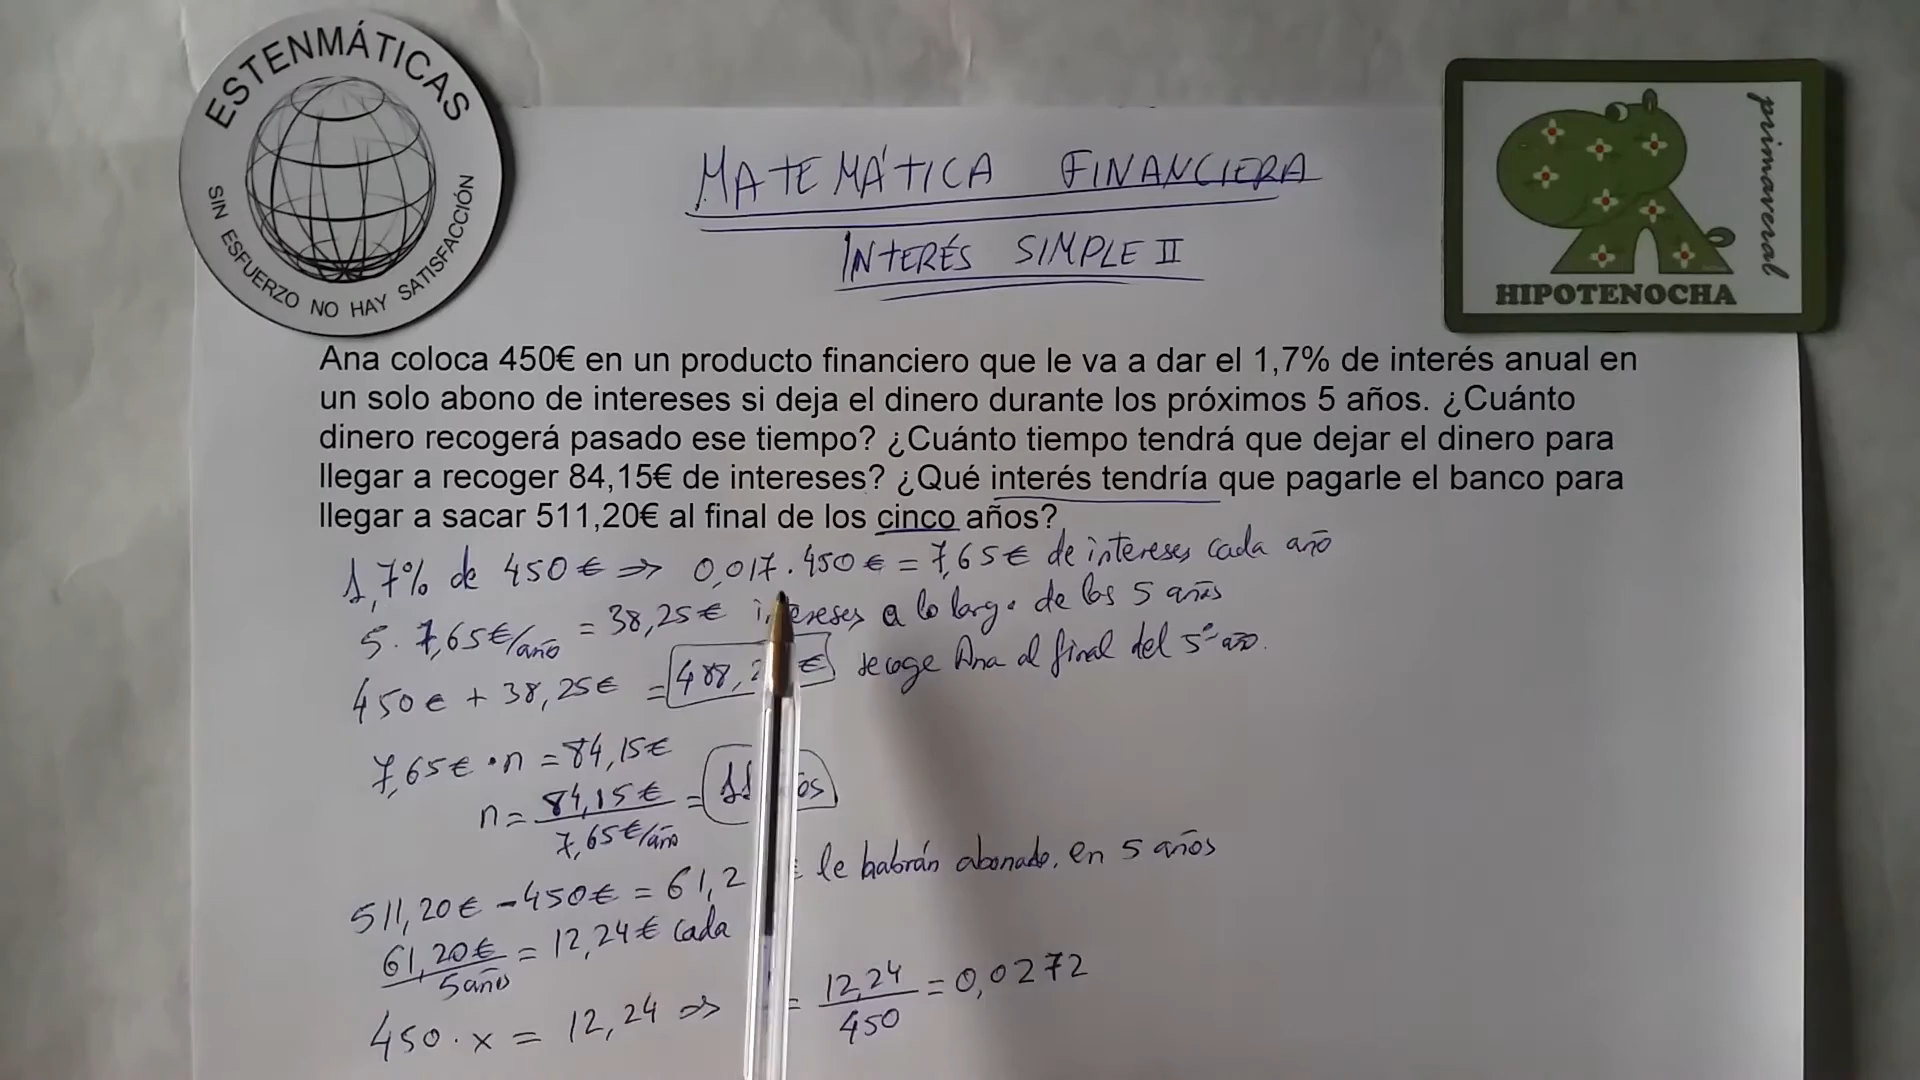 ESTENMÁTICAS
SIN ESFUERZO NO HAY SATISFACCIÓN
primaveral
HIPOTENOCHA
MATEMÁTICA FINANCIERA
INTERÉS SIMPLE II
Ana coloca 450€ en un producto financiero que le va a dar el 1,7% de interés anual en
un solo abono de intereses si deja el dinero durante los próximos 5 años. ¿Cuánto
dinero recogerá pasado ese tiempo? ¿Cuánto tiempo tendrá que dejar el dinero para
llegar a recoger 84,15€ de intereses? ¿Qué interés tendría que pagarle el banco para
llegar a sacar 511,20€ al final de los cinco años?
1,7% de 450€ => 0,017 . 450€ = 7,65€ de intereses cada año
5 . 7,65€/año = 38,25€ intereses a lo largo de los 5 años
450€ + 38,25€ = 488,2 € recoge Ana al final del 5º año.
7,65€ · n = 84,15€
n = 84,15€ / 7,65€/año = 11
511,20€ - 450€ = 61,2 € le habrán abonado en 5 años
61,20€ / 5años = 12,24€ cada
450 . x = 12,24 => = 12,24 / 450 = 0,0272